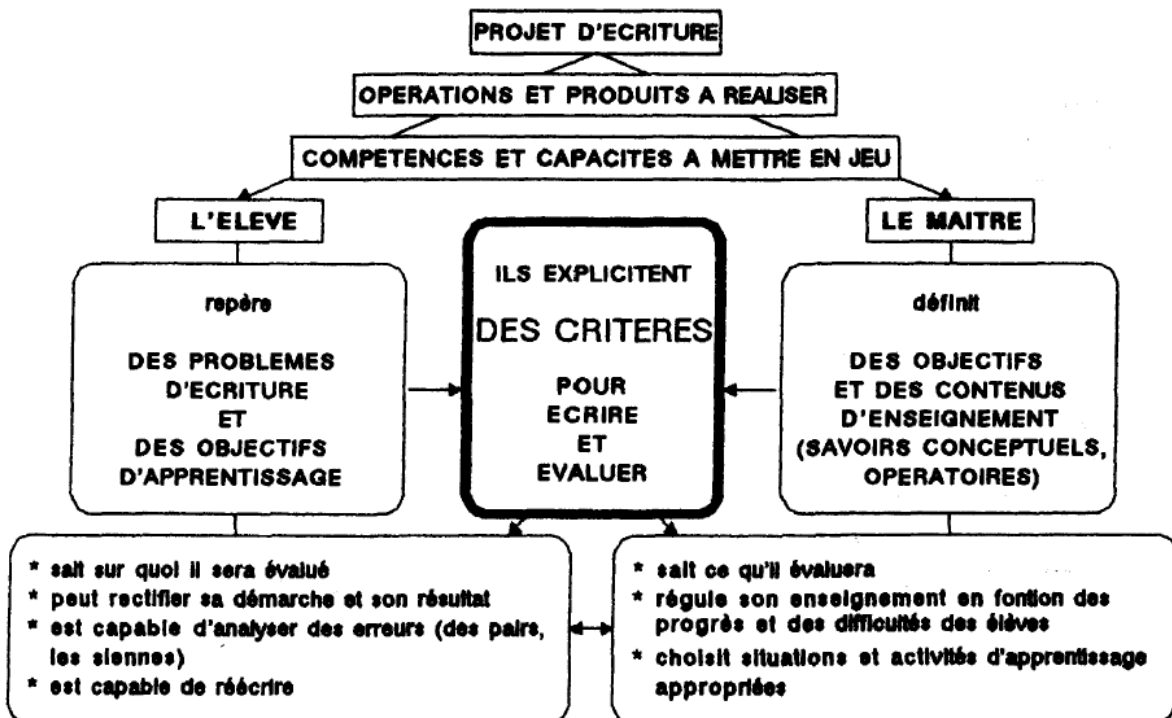 PROJET D'ECRITURE
OPERATIONS ET PRODUITS A REALISER
COMPETENCES ET CAPACITES A METTRE EN JEU
L'ELEVE
repère
DES PROBLEMES
D'ECRITURE
ET
DES OBJECTIFS
D'APPRENTISSAGE
ILS EXPLICITENT
DES CRITERES
POUR
ECRIRE
ET
EVALUER
LE MAITRE
définit
DES OBJECTIFS
ET DES CONTENUS
D'ENSEIGNEMENT
(SAVOIRS CONCEPTUELS,
OPERATOIRES)
* sait sur quoi il sera évalué
* peut rectifier sa démarche et son résultat
* est capable d'analyser des erreurs (des pairs,
les siennes)
* est capable de réécrire
* sait ce qu'il évaluera
* régule son enseignement en fontion des
progrès et des difficultés des élèves
* choisit situations et activités d'apprentissage
appropriées